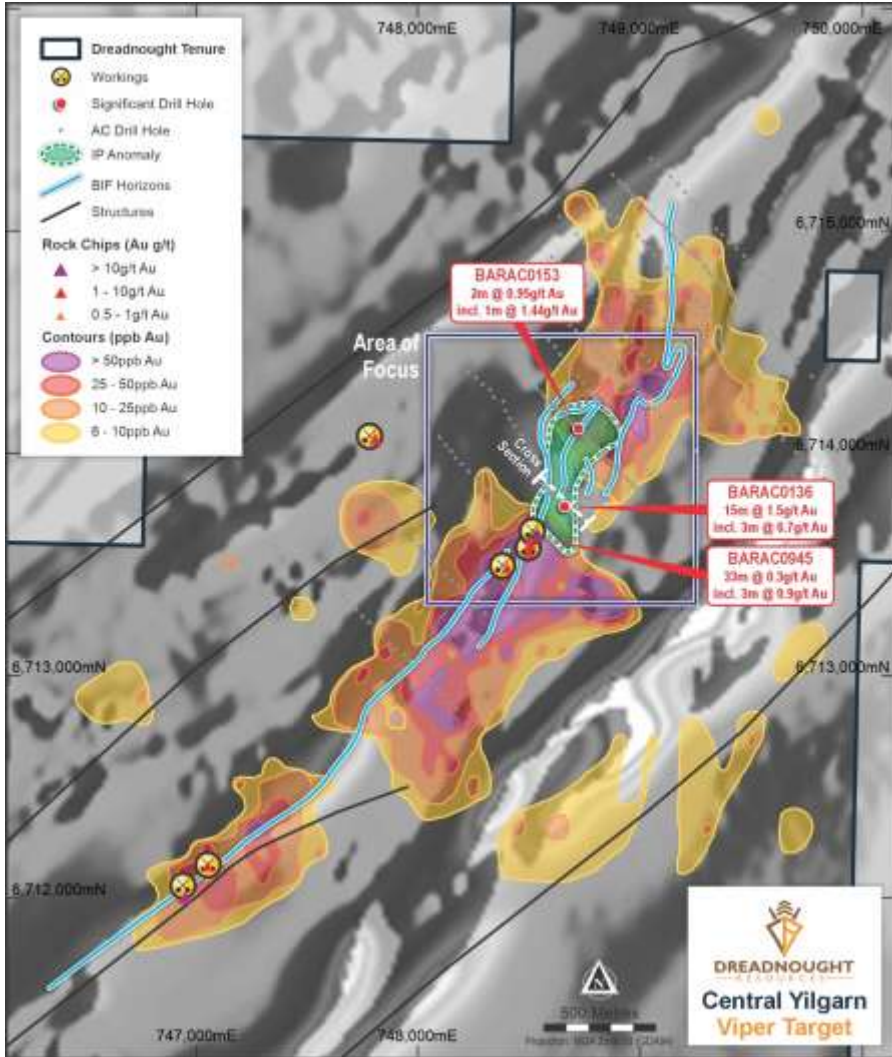 748,000mE
749,000mE
750,000mE
Dreadnought Tenure
Workings
Significant Drill Hole
AC Drill Hole
IP Anomaly
BIF Horizons
Structures
Rock Chips (Au g/t)
> 10g/t Au
1 - 10g/t Au
0.5 - 1g/t Au
Contours (ppb Au)
> 50ppb Au
25 - 50ppb Au
10 - 25ppb Au
6 - 10ppb Au
6,715,000mN
BARAC0153
2m @ 0.95g/t Au
incl. 1m @ 1.44g/t Au
Area of
Focus
6,714,000mN
Cross
Section
BARAC0136
15m @ 1.5g/t Au
incl. 3m @ 6.7g/t Au
BARAC0945
33m @ 0.3g/t Au
incl. 3m @ 0.9g/t Au
6,713,000mN
6,713,000mN
6,712,000mN
DREADNOUGHT
RESOURCES
Central Yilgarn
Viper Target
500 Metres
747,000mE
748,000mE